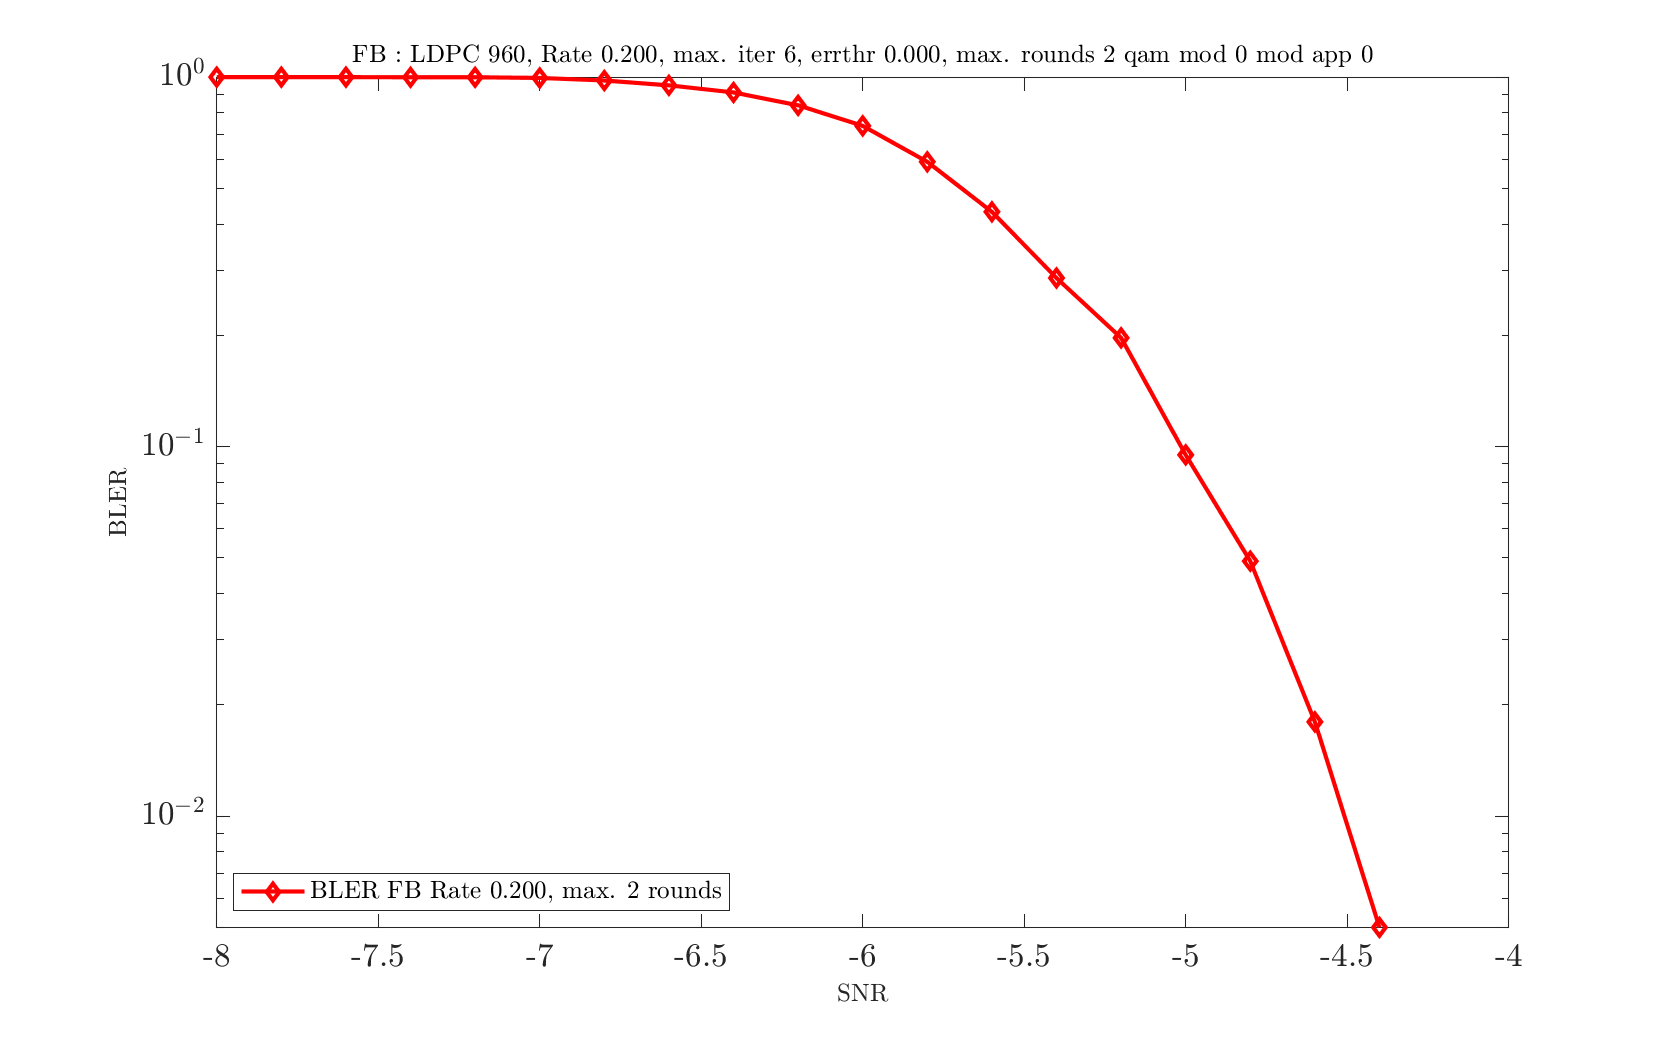 FB : LDPC 960, Rate 0.200, max. iter 6, errthr 0.000, max. rounds 2 qam mod 0 mod app 0
10^0
10^-1
10^-2
BLER
BLER FB Rate 0.200, max. 2 rounds
-8 -7.5 -7 -6.5 -6 -5.5 -5 -4.5 -4
SNR